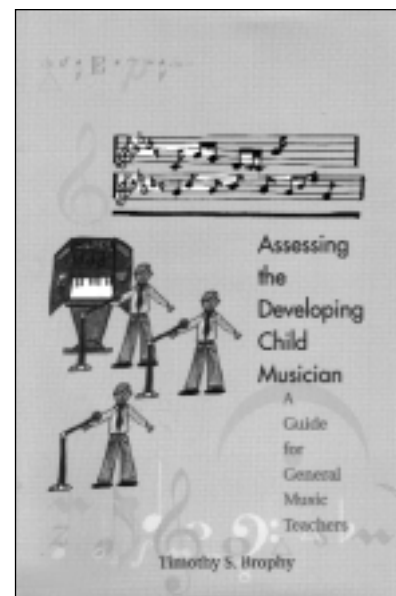 Assessing
the
Developing
Child
Musician
A
Guide
for
General
Music
Teachers
Timothy S. Brophy